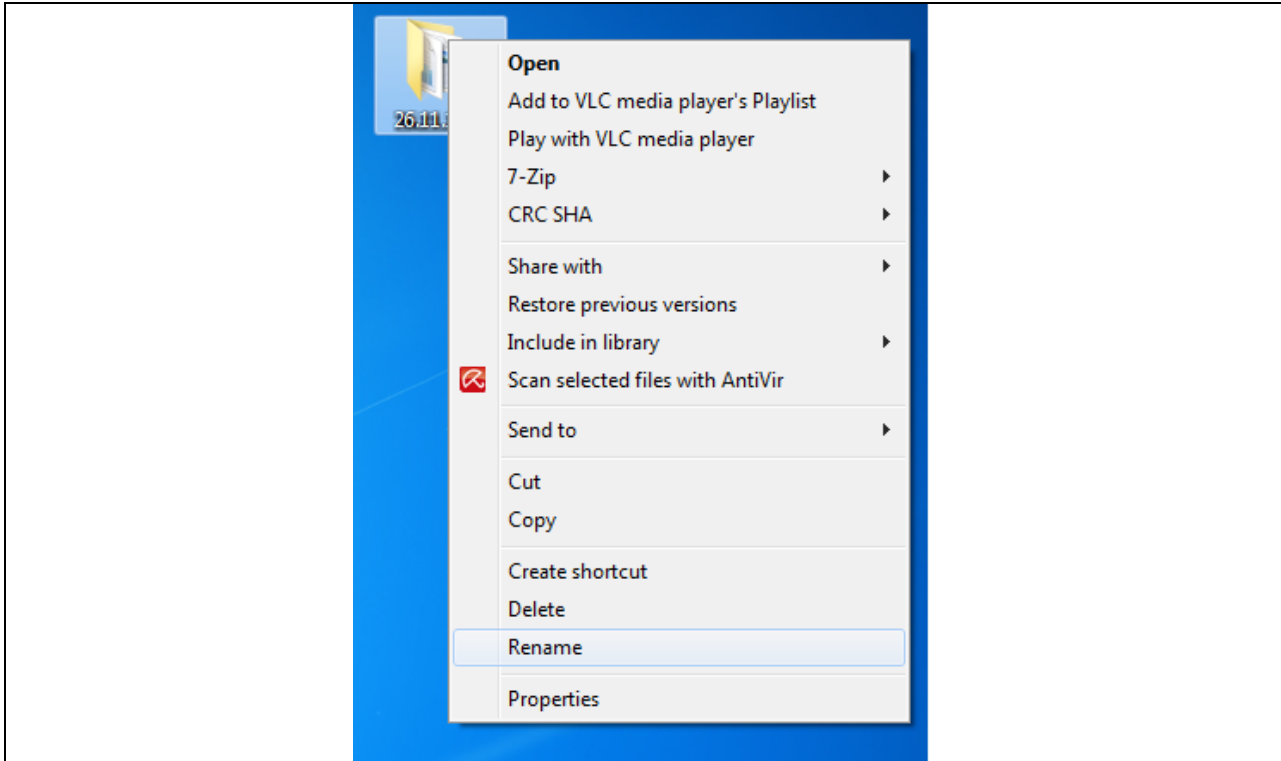 26.11.
Open
Add to VLC media player's Playlist
Play with VLC media player
7-Zip
CRC SHA
Share with
Restore previous versions
Include in library
Scan selected files with AntiVir
Send to
Cut
Copy
Create shortcut
Delete
Rename
Properties